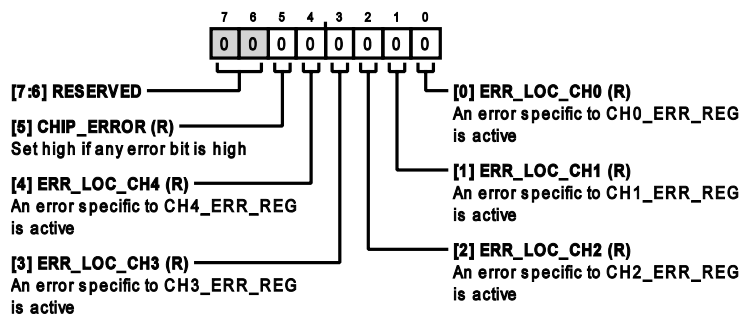 7 6 5 4 3 2 1 0
0 0 0 0 0 0 0 0
[7:6] RESERVED
[5] CHIP_ERROR (R)
Set high if any error bit is high
[4] ERR_LOC_CH4 (R)
An error specific to CH4_ERR_REG
is active
[3] ERR_LOC_CH3 (R)
An error specific to CH3_ERR_REG
is active
[0] ERR_LOC_CH0 (R)
An error specific to CH0_ERR_REG
is active
[1] ERR_LOC_CH1 (R)
An error specific to CH1_ERR_REG
is active
[2] ERR_LOC_CH2 (R)
An error specific to CH2_ERR_REG
is active